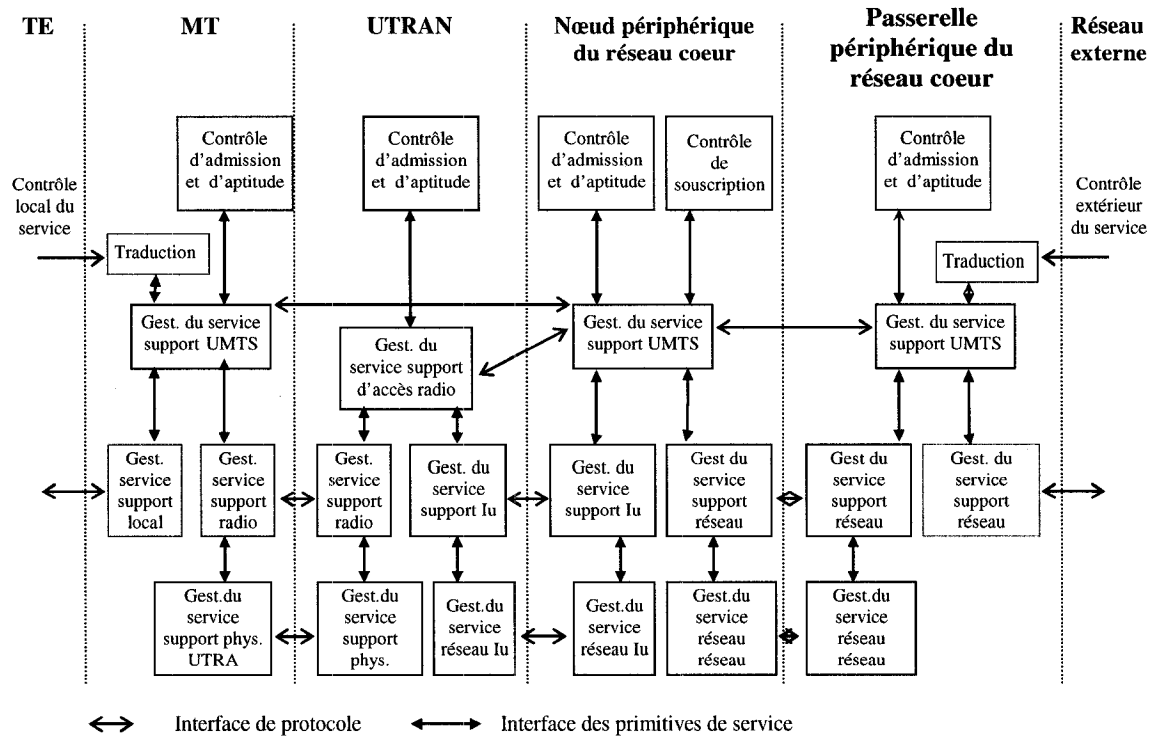 TE
MT
UTRAN
Nœud périphérique
du réseau coeur
Passerelle
périphérique du
réseau coeur
Réseau
externe
Contrôle
d'admission
et d'aptitude
Contrôle
d'admission
et d'aptitude
Contrôle
d'admission
et d'aptitude
Contrôle
de
souscription
Contrôle
d'admission
et d'aptitude
Contrôle
local du
service
Contrôle
extérieur
du service
Traduction
Traduction
Gest. du service
support UMTS
Gest. du
service support
d'accès radio
Gest. du service
support UMTS
Gest. du service
support UMTS
Gest.
service
support
local
Gest.
service
support
radio
Gest.
service
support
radio
Gest. du
service
support Iu
Gest. du
service
support Iu
Gest du
service
support
réseau
Gest du
service
support
réseau
Gest. du
service
support
réseau
Gest.du
service
support phys.
UTRA
Gest.du
service
support
phys.
Gest.du
service
réseau Iu
Gest.du
service
réseau Iu
Gest.du
service
réseau
réseau
Gest.du
service
réseau
réseau
Interface de protocole
Interface des primitives de service